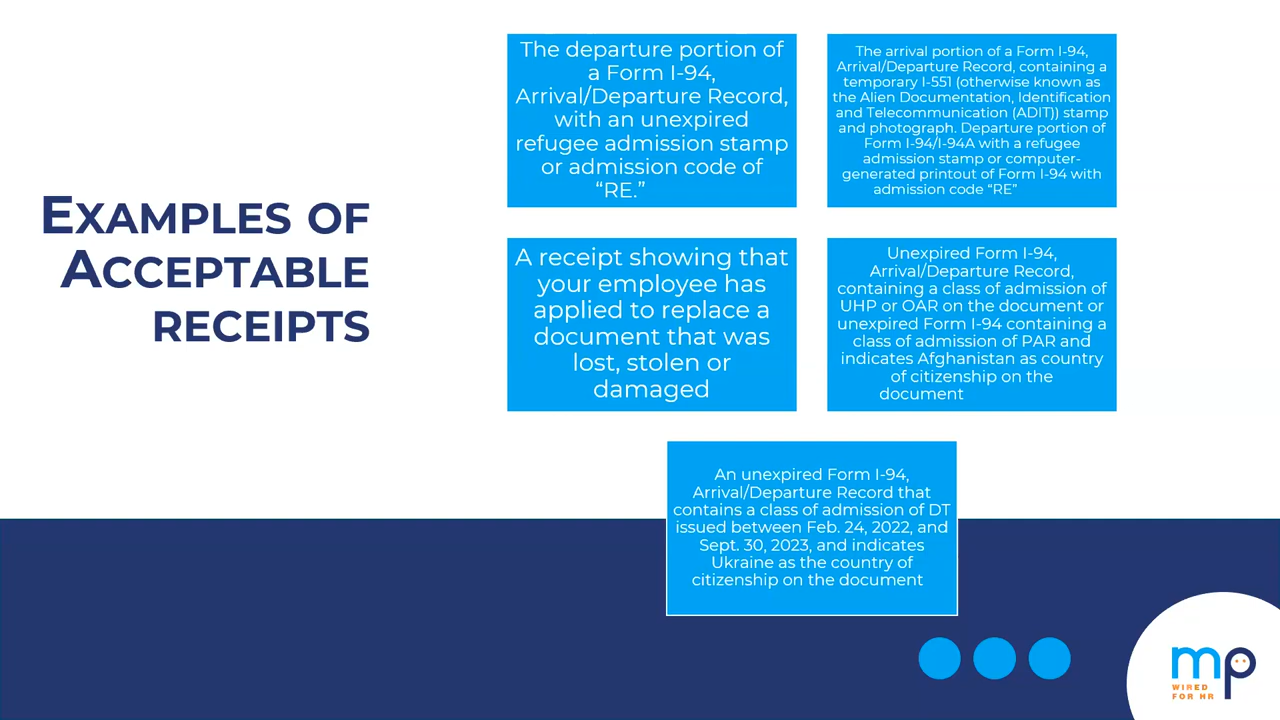 EXAMPLES OF
ACCEPTABLE
RECEIPTS
The departure portion of
a Form I-94,
Arrival/Departure Record,
with an unexpired
refugee admission stamp
or admission code of
“RE.”
The arrival portion of a Form I-94,
Arrival/Departure Record, containing a
temporary I-551 (otherwise known as
the Alien Documentation, Identification
and Telecommunication (ADIT)) stamp
and photograph. Departure portion of
Form I-94/I-94A with a refugee
admission stamp or computer-
generated printout of Form I-94 with
admission code “RE”
A receipt showing that
your employee has
applied to replace a
document that was
lost, stolen or
damaged
Unexpired Form I-94,
Arrival/Departure Record,
containing a class of admission of
UHP or OAR on the document or
unexpired Form I-94 containing a
class of admission of PAR and
indicates Afghanistan as country
of citizenship on the
document
An unexpired Form I-94,
Arrival/Departure Record that
contains a class of admission of DT
issued between Feb. 24, 2022, and
Sept. 30, 2023, and indicates
Ukraine as the country of
citizenship on the document
mp
WIRED
FOR HR